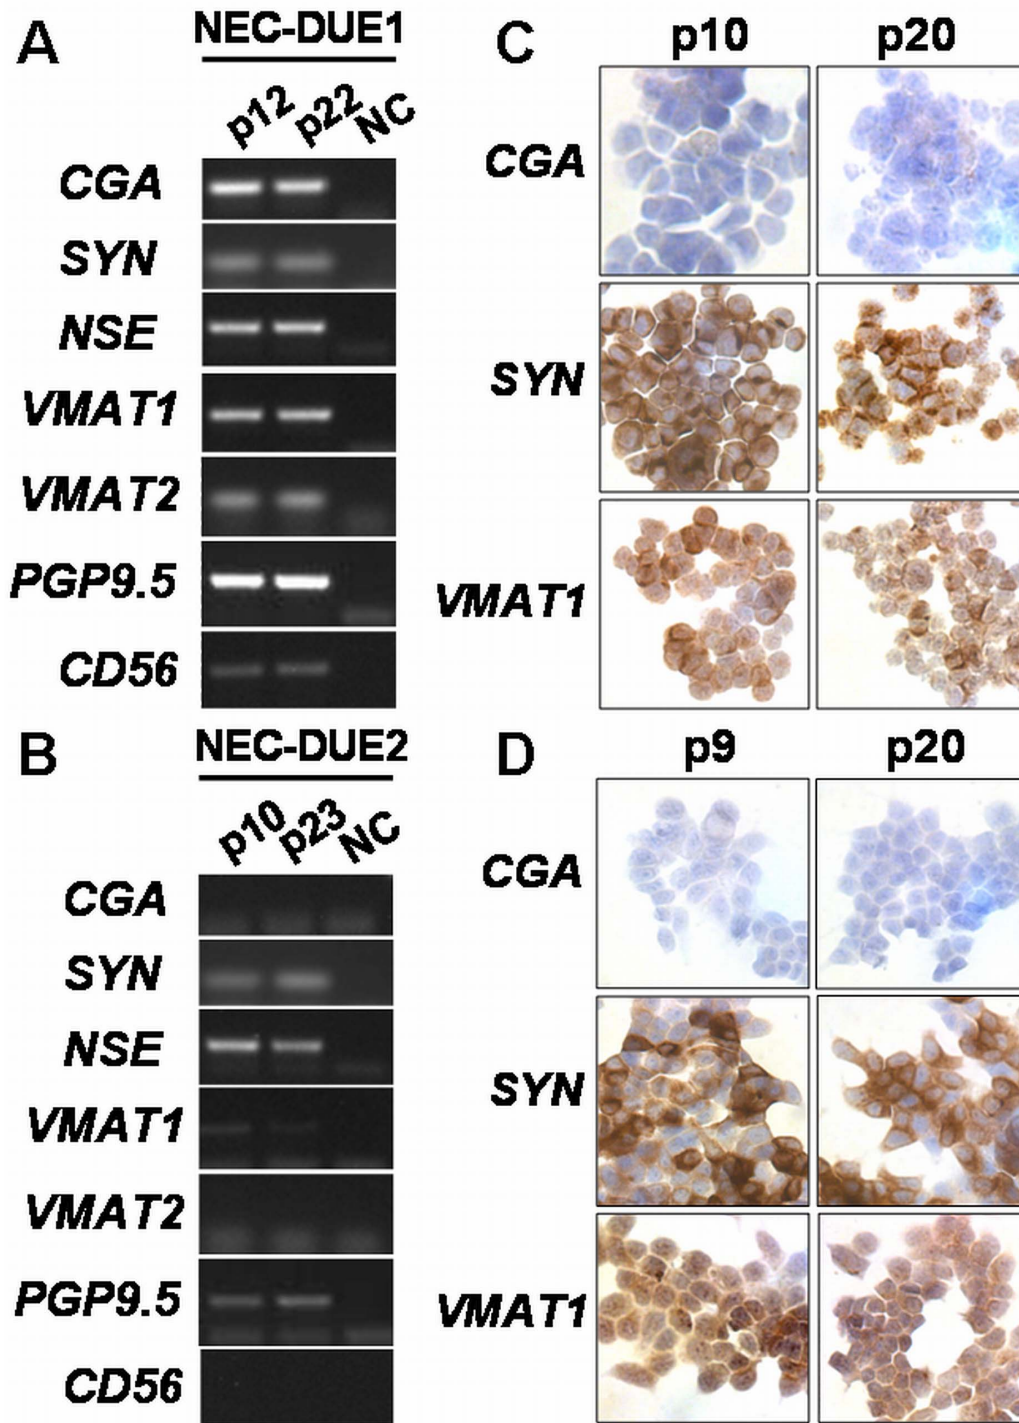 A
NEC-DUE1
p12 p22 NC
CGA
SYN
NSE
VMAT1
VMAT2
PGP9.5
CD56
B
NEC-DUE2
p10 p23 NC
CGA
SYN
NSE
VMAT1
VMAT2
PGP9.5
CD56
C
p10 p20
CGA
SYN
VMAT1
D
p9 p20
CGA
SYN
VMAT1